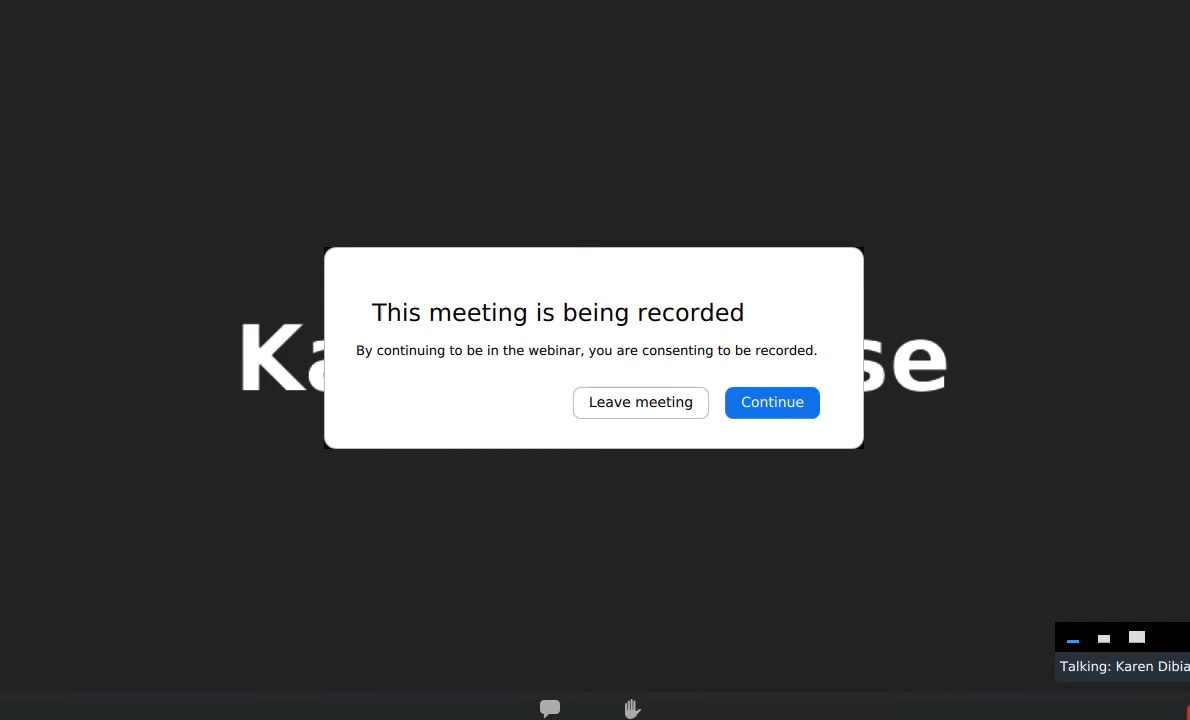 This meeting is being recorded
By continuing to be in the webinar, you are consenting to be recorded.
Leave meeting Continue
Talking: Karen Dibia